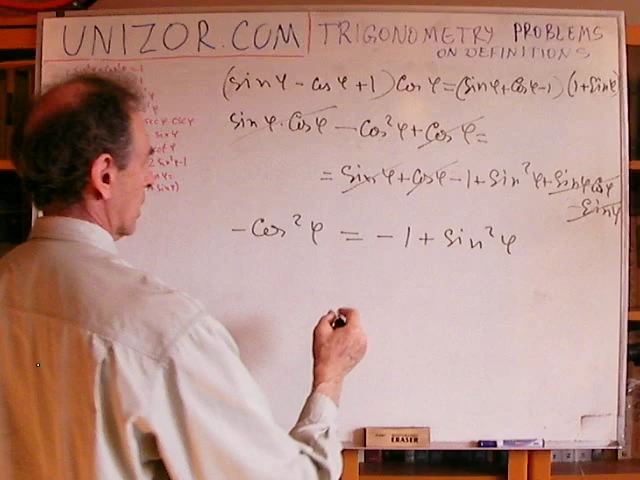 UNIZOR.COM TRIGONOMETRY PROBLEMS
ON DEFINITIONS
(sin φ - cos φ + 1) cos φ = (sin φ + cos φ - 1) (1 + sin φ)
sin φ · cos φ - cos² φ + cos φ =
= sin φ + cos φ - 1 + sin² φ + sin φ cos φ
- sin φ
- cos² φ = - 1 + sin² φ
ERASER